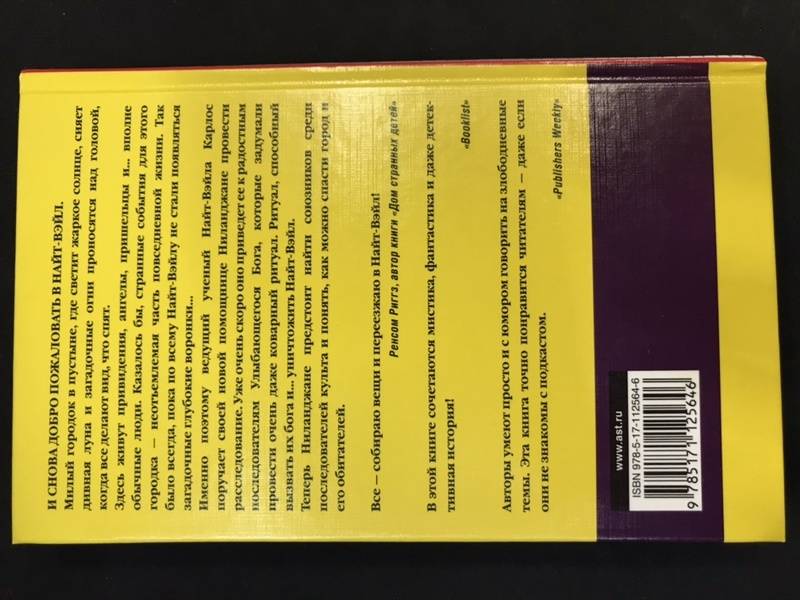 И СНОВА ДОБРО ПОЖАЛОВАТЬ В НАЙТ-ВЭЙЛ.
Милый городок в пустыне, где светит жаркое солнце, сияет
дивная луна и загадочные огни проносятся над головой,
когда все делают вид, что спят.
Здесь живут привидения, ангелы, пришельцы и... вполне
обычные люди. Казалось бы, странные события для этого
городка — неотъемлемая часть повседневной жизни. Так
было всегда, пока по всему Найт-Вэйлу не стали появляться
загадочные глубокие воронки...
Именно поэтому ведущий ученый Найт-Вэйла Карлос
поручает своей новой помощнице Ниланджане провести
расследование. Уже очень скоро оно приведет ее к радостным
последователям Улыбающегося Бога, которые задумали
провести очень даже коварный ритуал. Ритуал, способный
вызвать их бога и... уничтожить Найт-Вэйл.
Теперь Ниланджане предстоит найти союзников среди
последователей культа и понять, как можно спасти город и
его обитателей.
Все — собираю вещи и переезжаю в Найт-Вэйл!
Ренсом Риггз, автор книги «Дом странных детей»
В этой книге сочетаются мистика, фантастика и даже детек-
тивная история!
«Booklist»
Авторы умеют просто и с юмором говорить на злободневные
темы. Эта книга точно понравится читателям — даже если
они не знакомы с подкастом.
«Publishers Weekly»
www.ast.ru
ISBN 978-5-17-112564-6
9 785171 125646